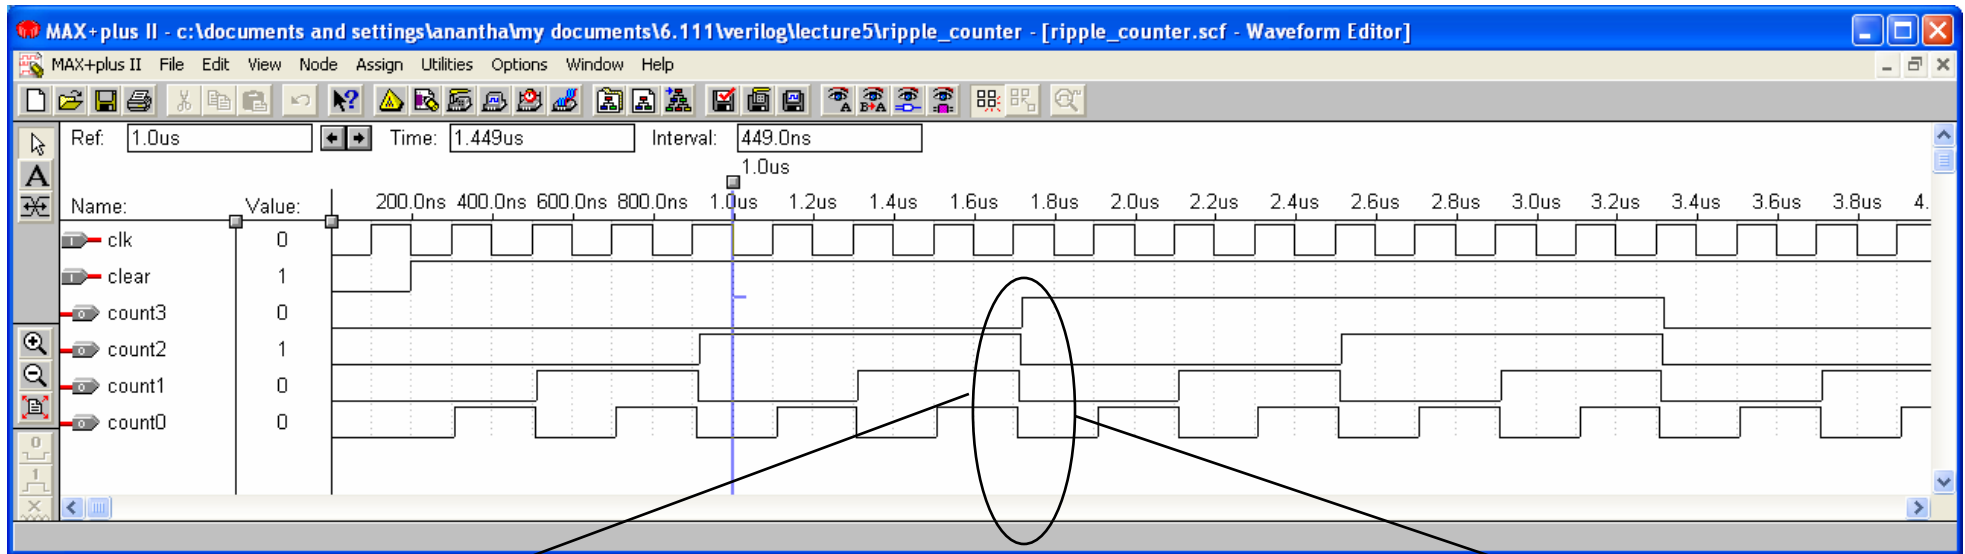 MAX+plus II - c:\documents and settings\anantha\my documents\6.111\verilog\lecture5\ripple_counter - [ripple_counter.scf - Waveform Editor]
MAX+plus II File Edit View Node Assign Utilities Options Window Help
Ref: 1.0us Time: 1.449us Interval: 449.0ns
1.0us
Name: Value: 200.0ns 400.0ns 600.0ns 800.0ns 1.0us 1.2us 1.4us 1.6us 1.8us 2.0us 2.2us 2.4us 2.6us 2.8us 3.0us 3.2us 3.4us 3.6us 3.8us 4.
clk 0
clear 1
count3 0
count2 1
count1 0
count0 0